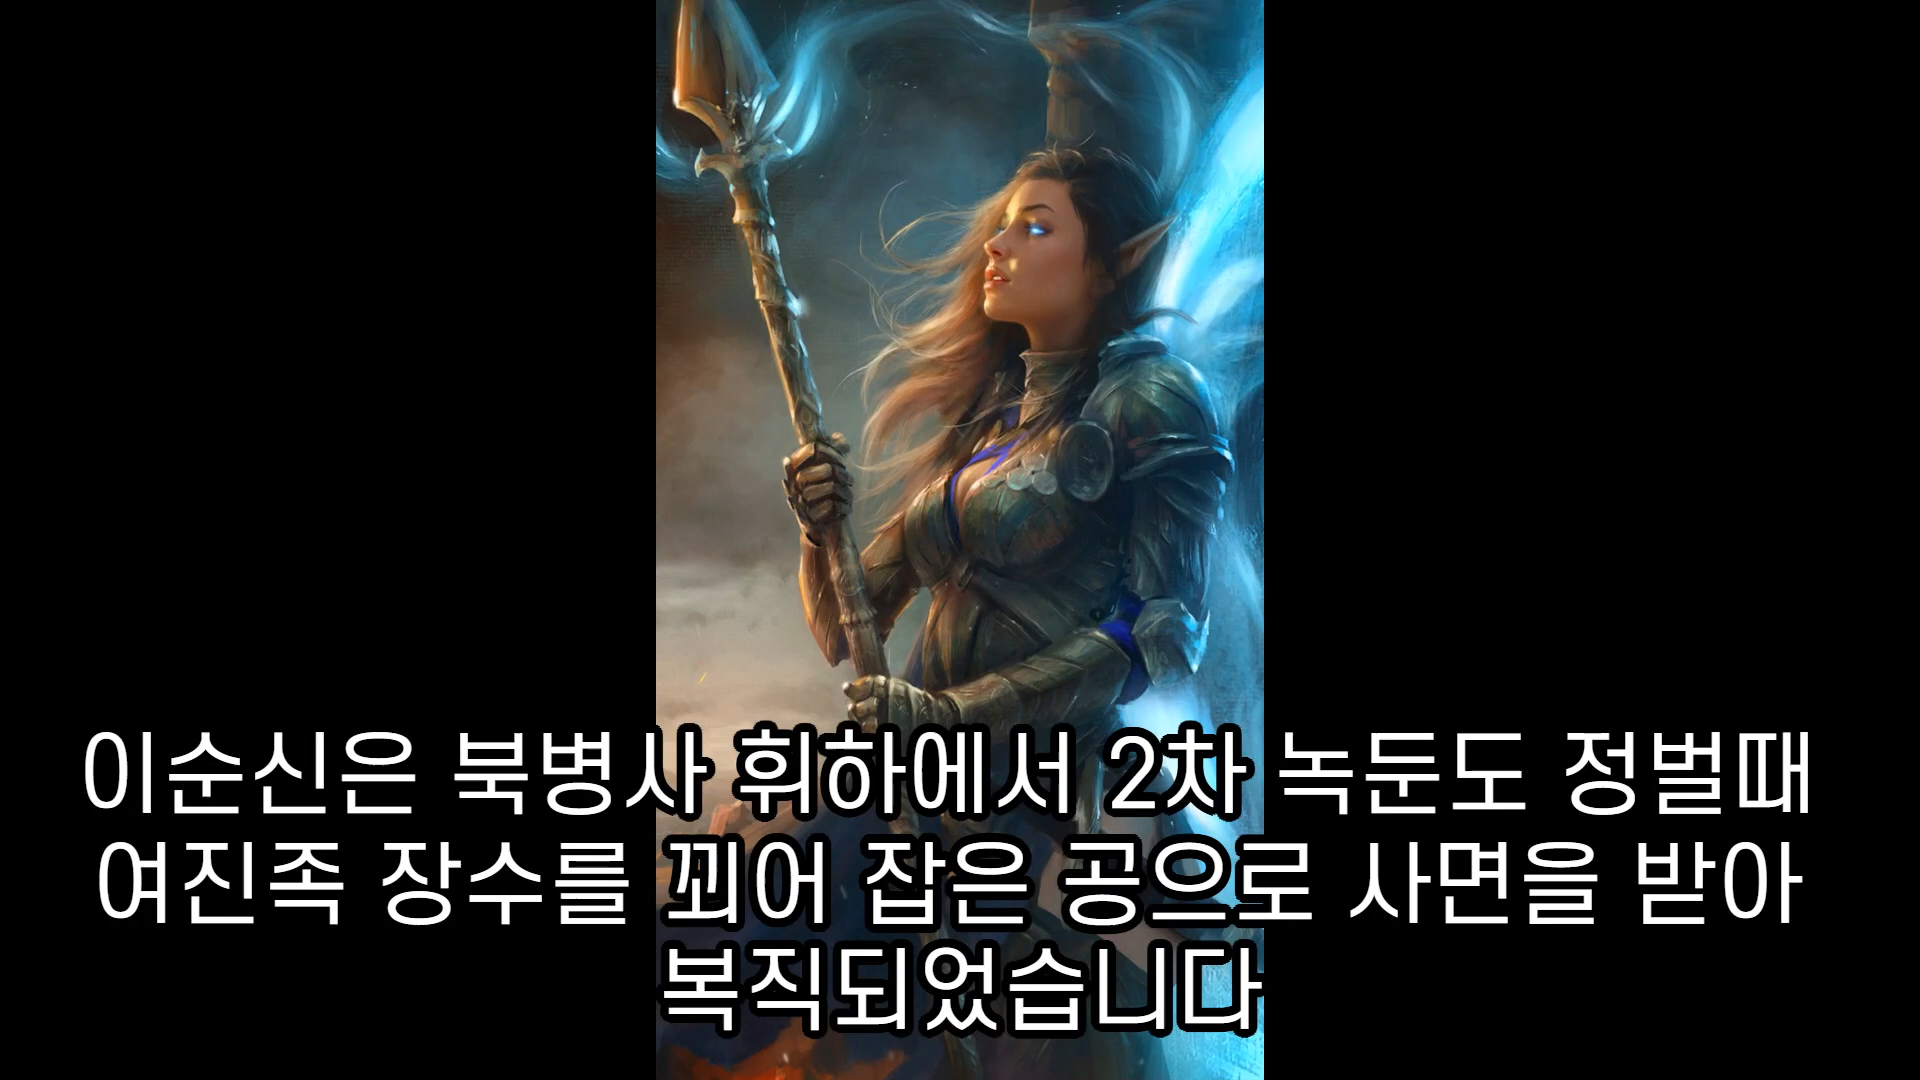 이순신은 북병사 휘하에서 2차 녹둔도 정벌때
여진족 장수를 꾀어 잡은 공으로 사면을 받아
복직되었습니다